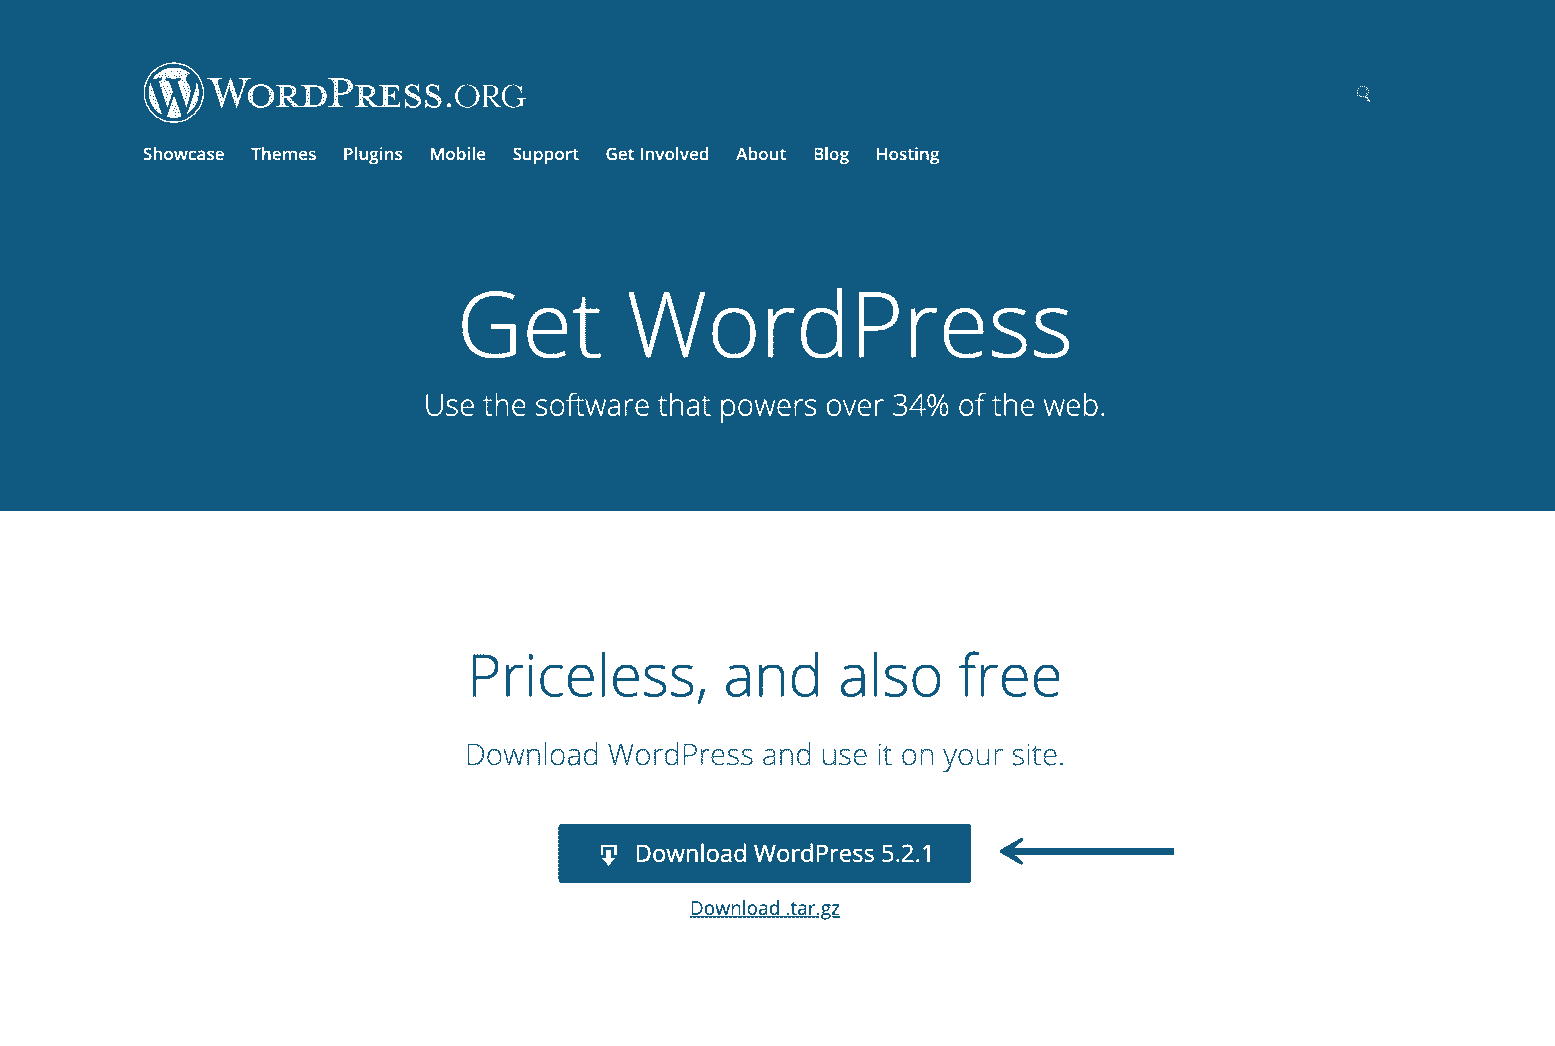 WORDPRESS.ORG
Showcase Themes Plugins Mobile Support Get Involved About Blog Hosting
Get WordPress
Use the software that powers over 34% of the web.
Priceless, and also free
Download WordPress and use it on your site.
Download WordPress 5.2.1
Download .tar.gz